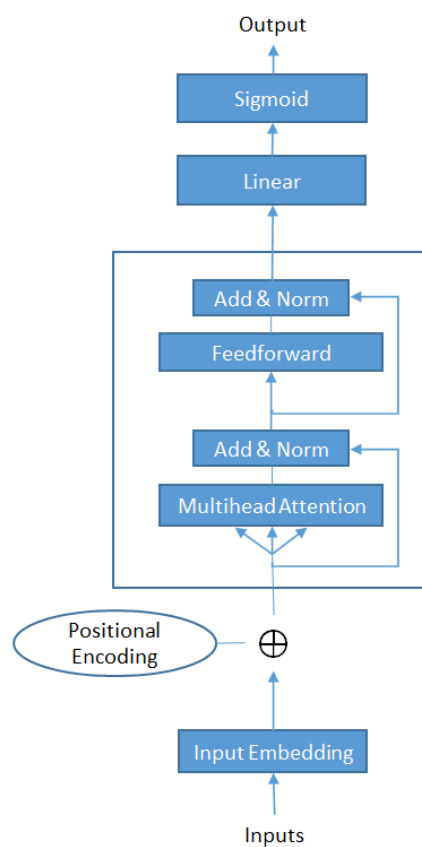 Output
Sigmoid
Linear
Add & Norm
Feedforward
Add & Norm
Multihead Attention
Positional
Encoding
Input Embedding
Inputs